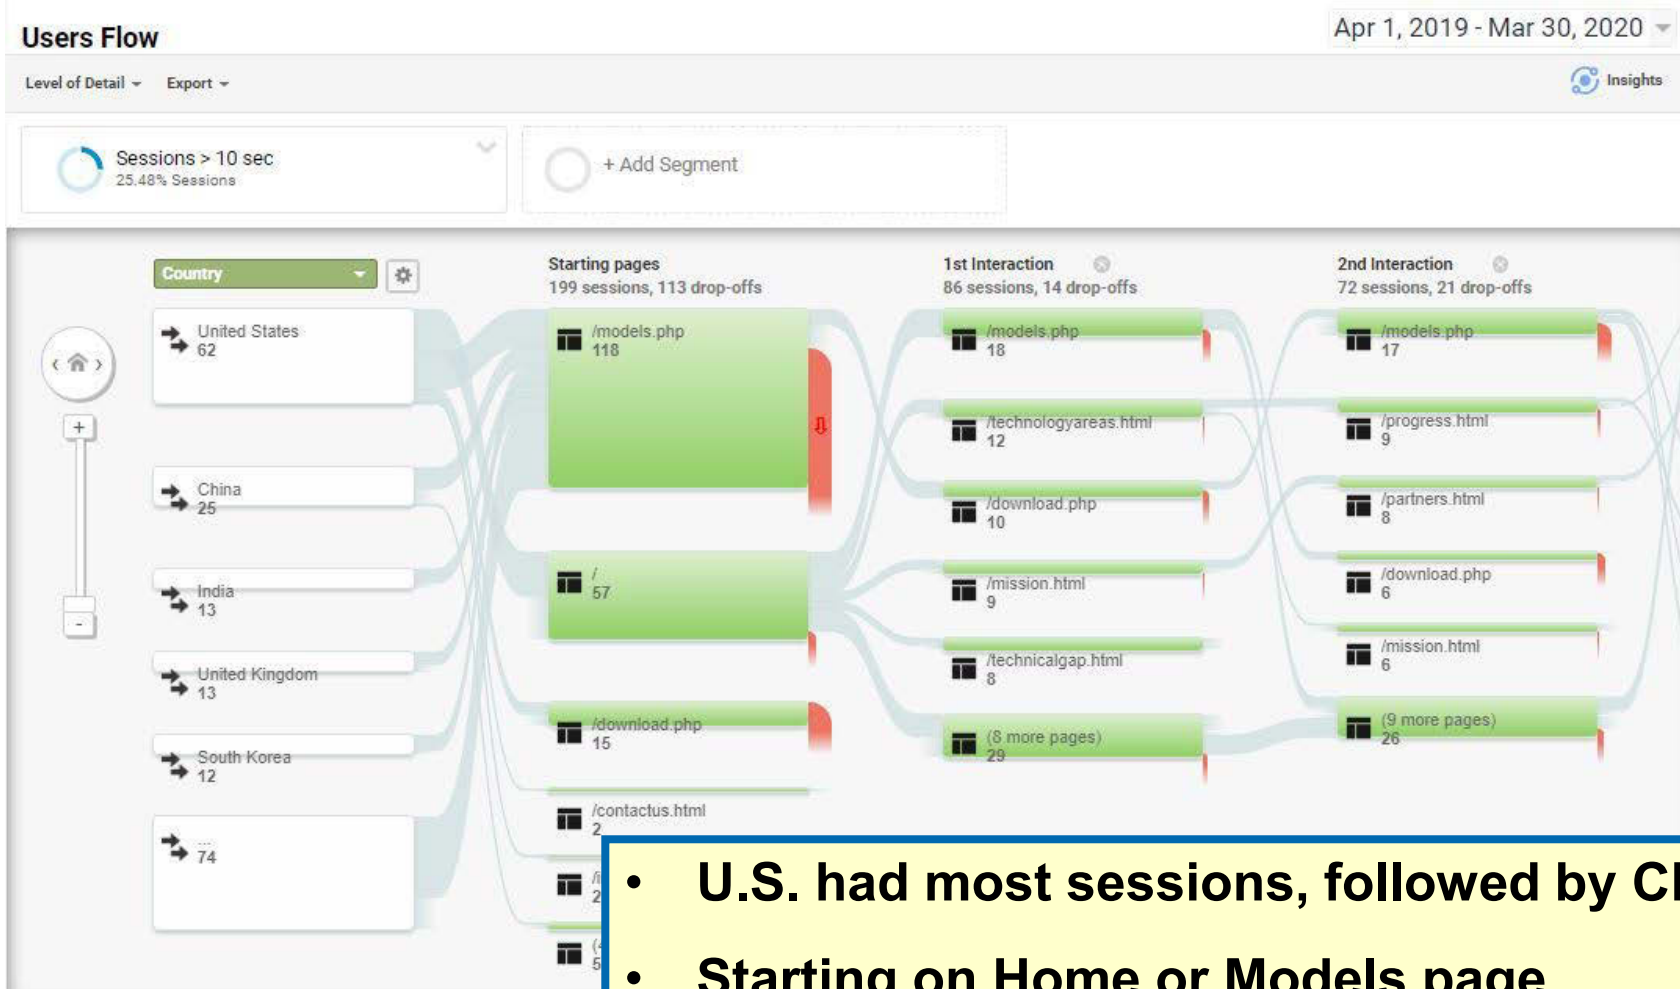 Users Flow
Apr 1, 2019 - Mar 30, 2020
Level of Detail
Export
Insights
Sessions > 10 sec
25.48% Sessions
+ Add Segment
Country
Starting pages
199 sessions, 113 drop-offs
1st Interaction
86 sessions, 14 drop-offs
2nd Interaction
72 sessions, 21 drop-offs
United States
62
China
25
India
13
United Kingdom
13
South Korea
12
...
74
/models.php
118
/
57
/download.php
15
/contactus.html
2
2
5
/models.php
18
/technologyareas.html
12
/download.php
10
/mission.html
9
/technicalgap.html
8
(8 more pages)
29
/models.php
17
/progress.html
9
/partners.html
8
/download.php
6
/mission.html
6
(9 more pages)
26
• U.S. had most sessions, followed by
• Starting on Home or Models page